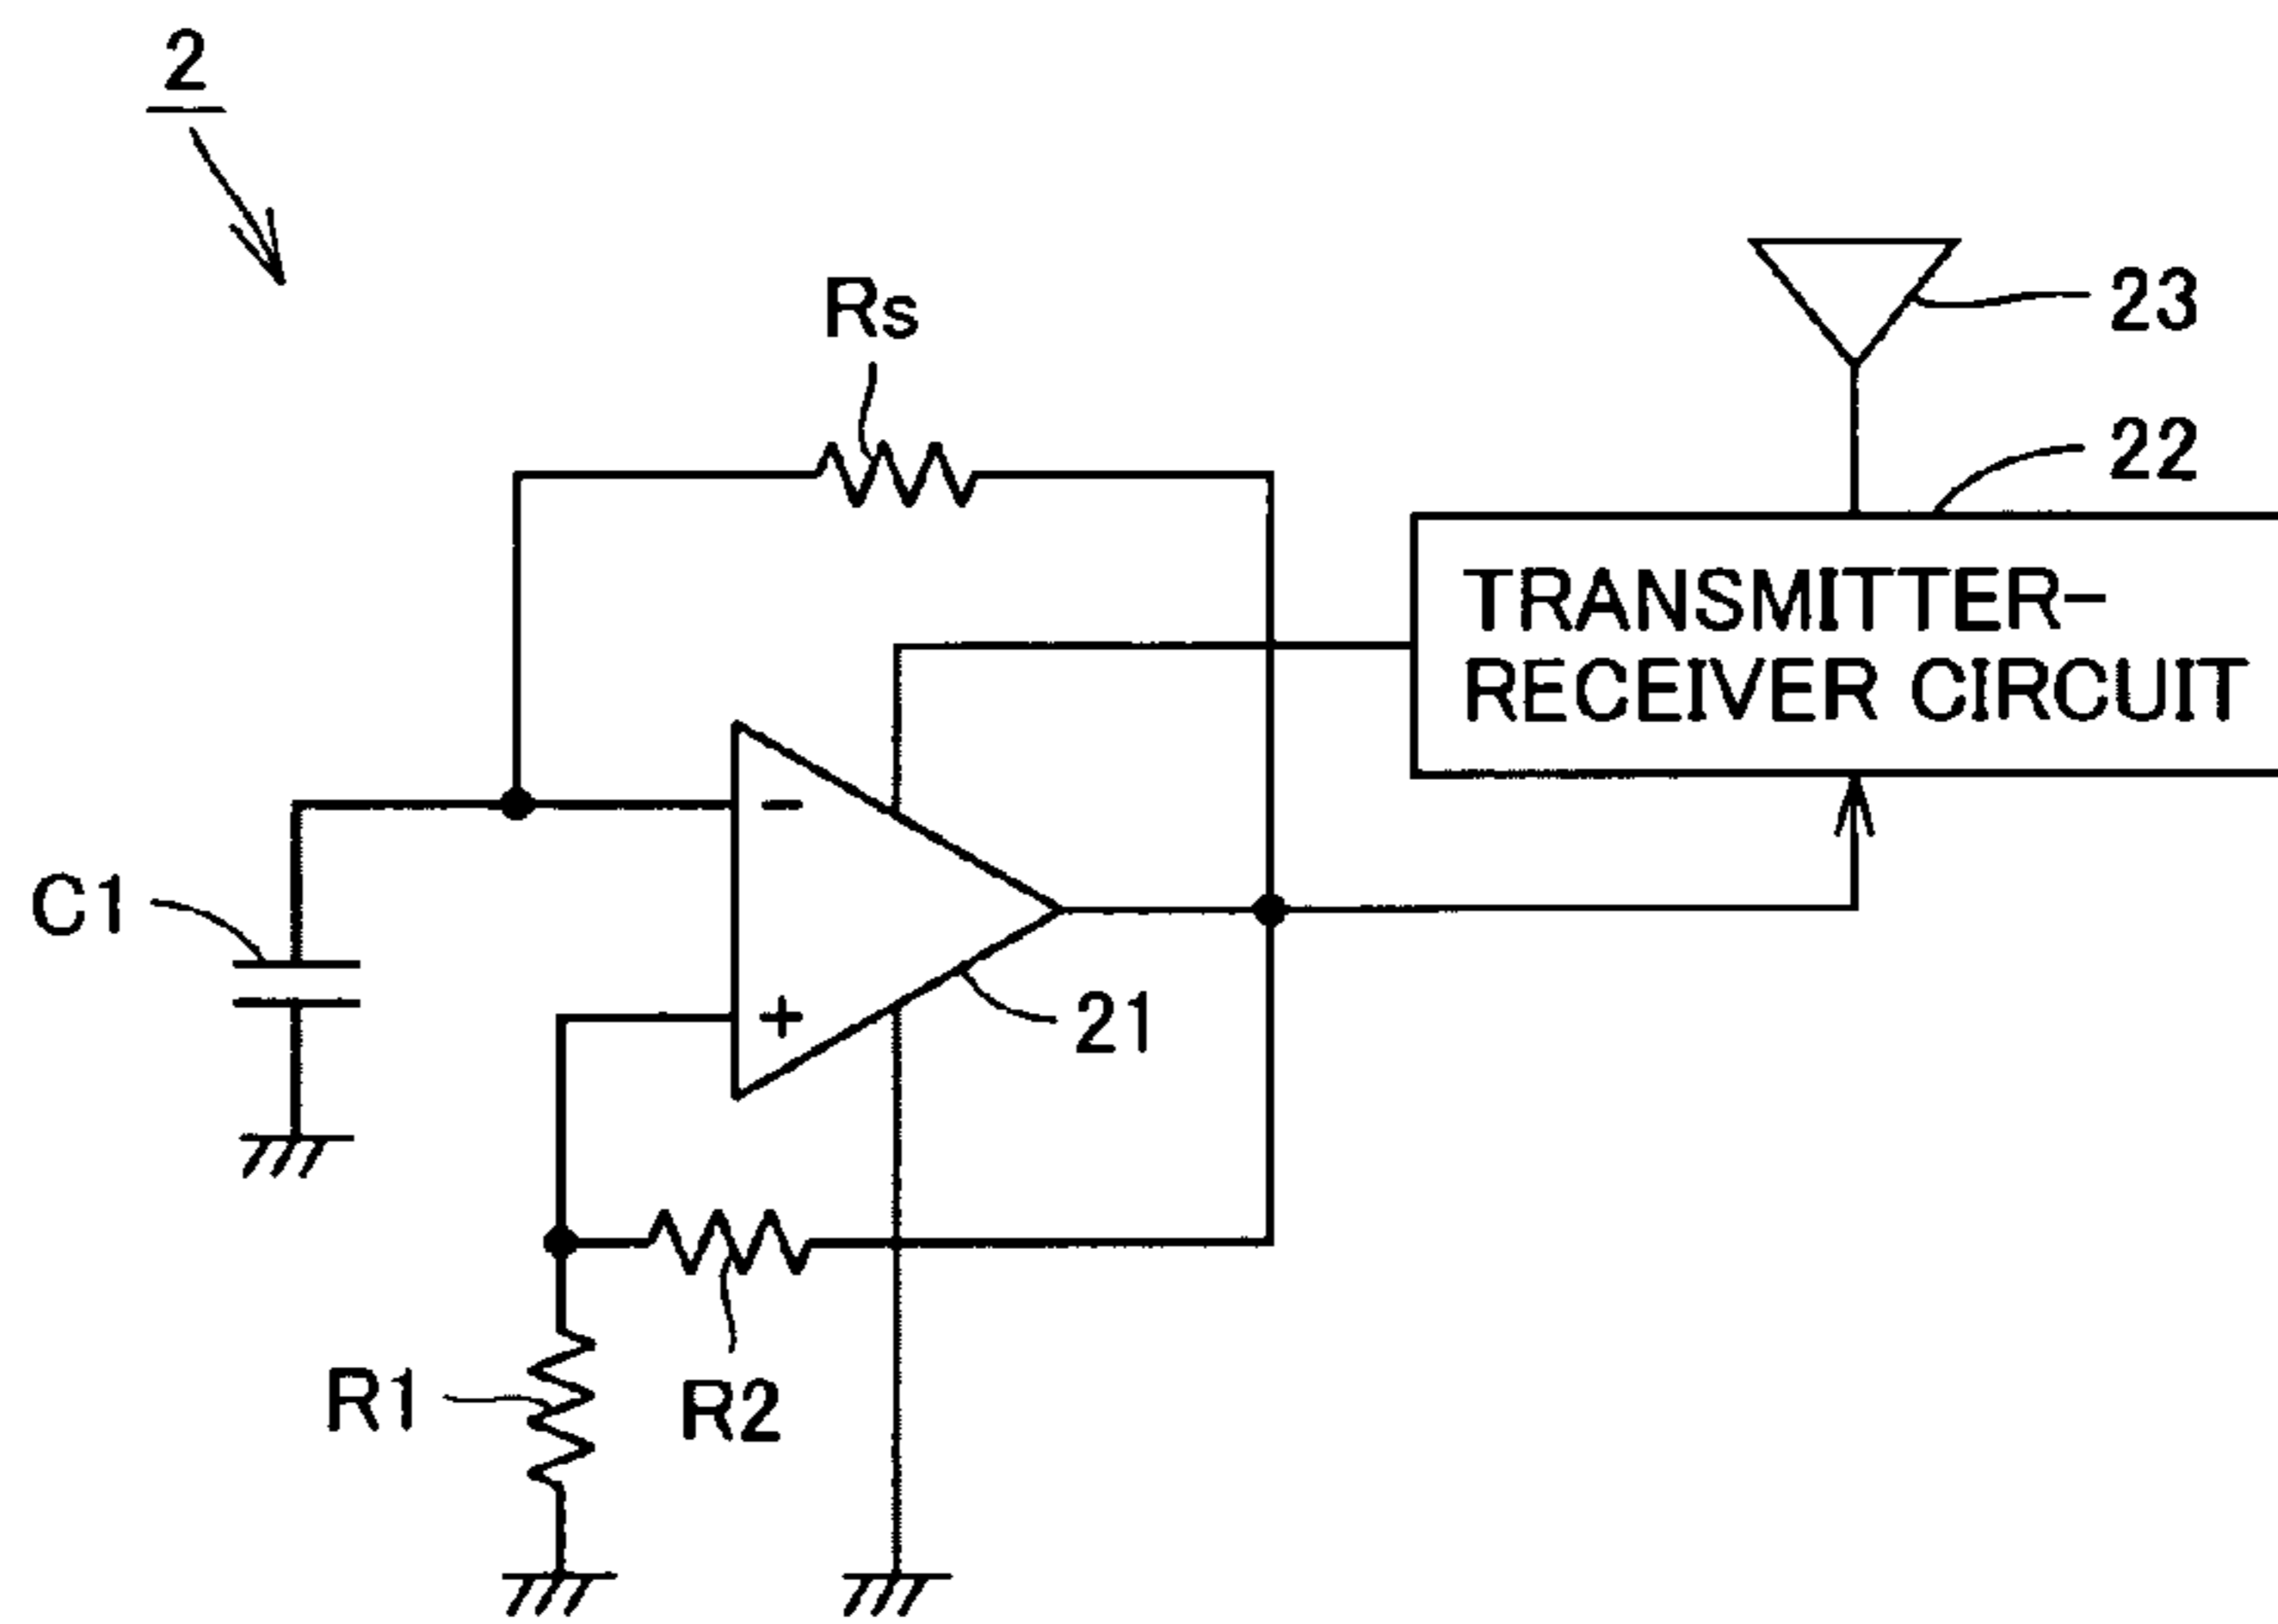 2
Rs
23
22
TRANSMITTER-
RECEIVER CIRCUIT
-
C1
+
21
R1
R2